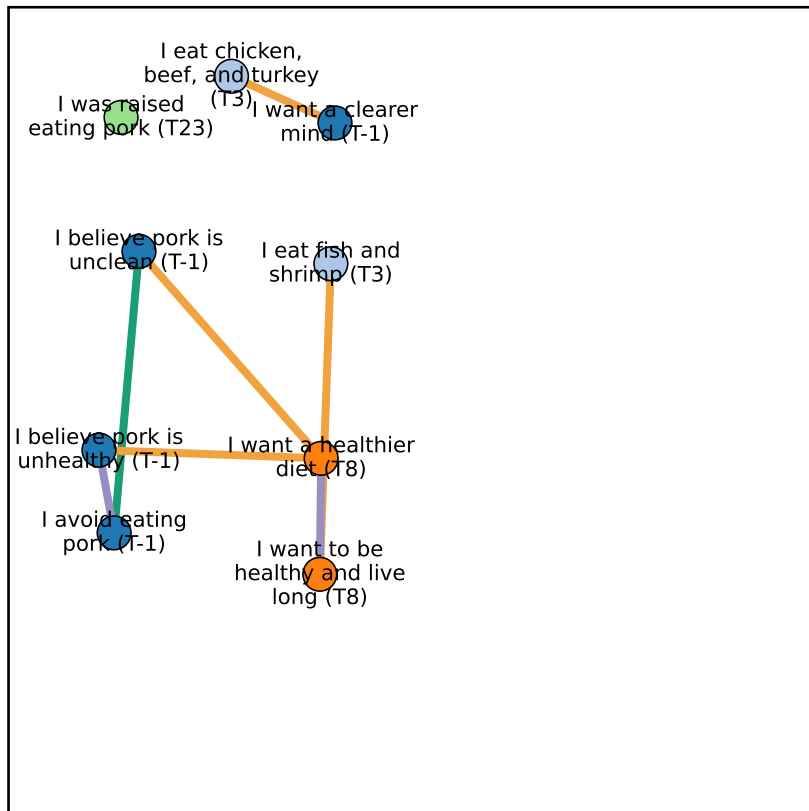 I eat chicken,
beef, and turkey
(T3)
I was raised
eating pork (T23)
I want a clearer
mind (T-1)
I believe pork is
unclean (T-1)
I eat fish and
shrimp (T3)
I believe pork is
unhealthy (T-1)
I want a healthier
diet (T8)
I avoid eating
pork (T-1)
I want to be
healthy and live
long (T8)